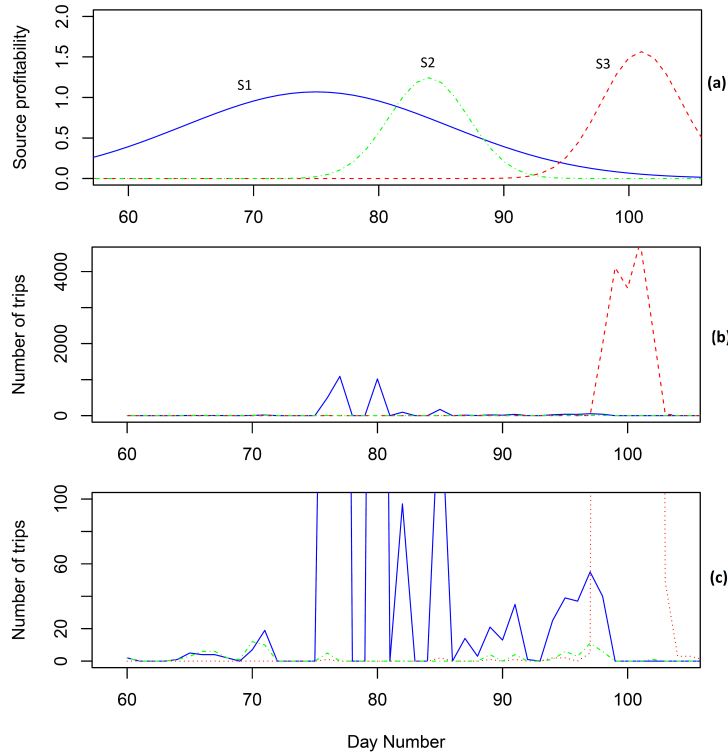 Source profitability
2.0
1.5
1.0
0.5
0.0
S1
S2
S3
(a)
60 70 80 90 100
Number of trips
4000
2000
0
(b)
60 70 80 90 100
Number of trips
100
60
20
0
(c)
60 70 80 90 100
Day Number